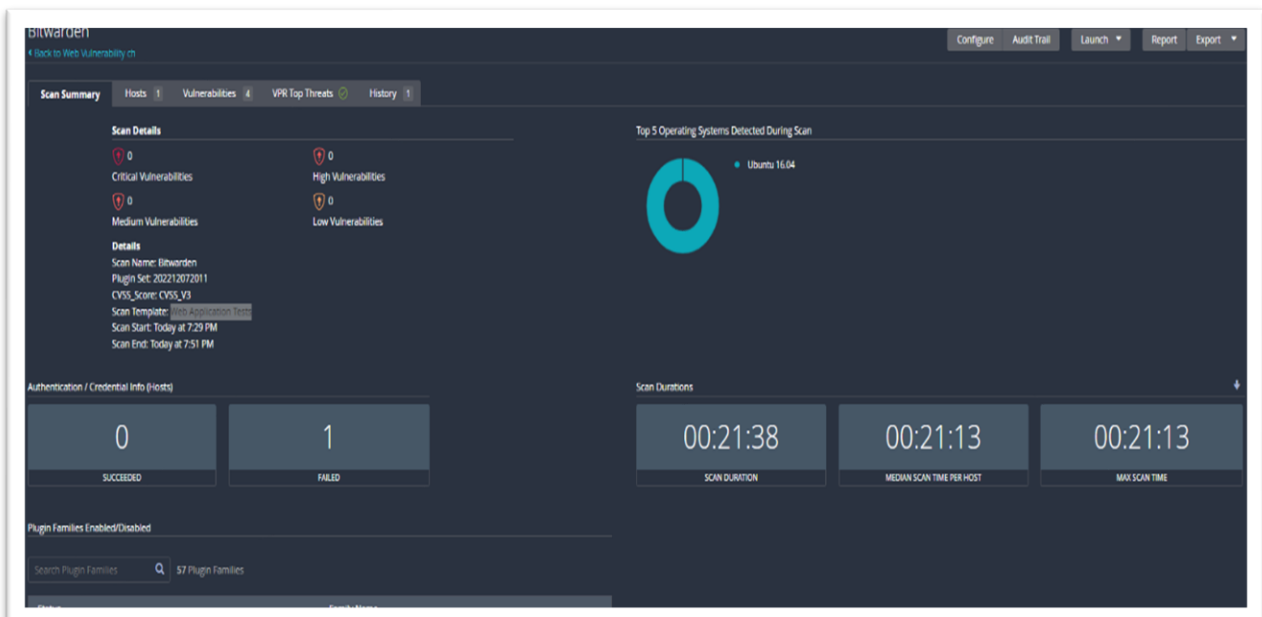 Bitwarden
Back to Web Vulnerability ch
Configure Audit Trail Launch Report Export
Scan Summary Hosts 1 Vulnerabilities 4 VPR Top Threats History 1
Scan Details
0
Critical Vulnerabilities
0
High Vulnerabilities
0
Medium Vulnerabilities
0
Low Vulnerabilities
Details
Scan Name: Bitwarden
Plugin Set: 202212072011
CVSS_Score: CVSS_V3
Scan Template: Web Application Tests
Scan Start: Today at 7:29 PM
Scan End: Today at 7:51 PM
Top 5 Operating Systems Detected During Scan
Ubuntu 16.04
Authentication / Credential Info (Hosts)
0
SUCCEEDED
1
FAILED
Scan Durations
00:21:38
SCAN DURATION
00:21:13
MEDIAN SCAN TIME PER HOST
00:21:13
MAX SCAN TIME
Plugin Families Enabled/Disabled
Search Plugin Families 57 Plugin Families
Status Family Name